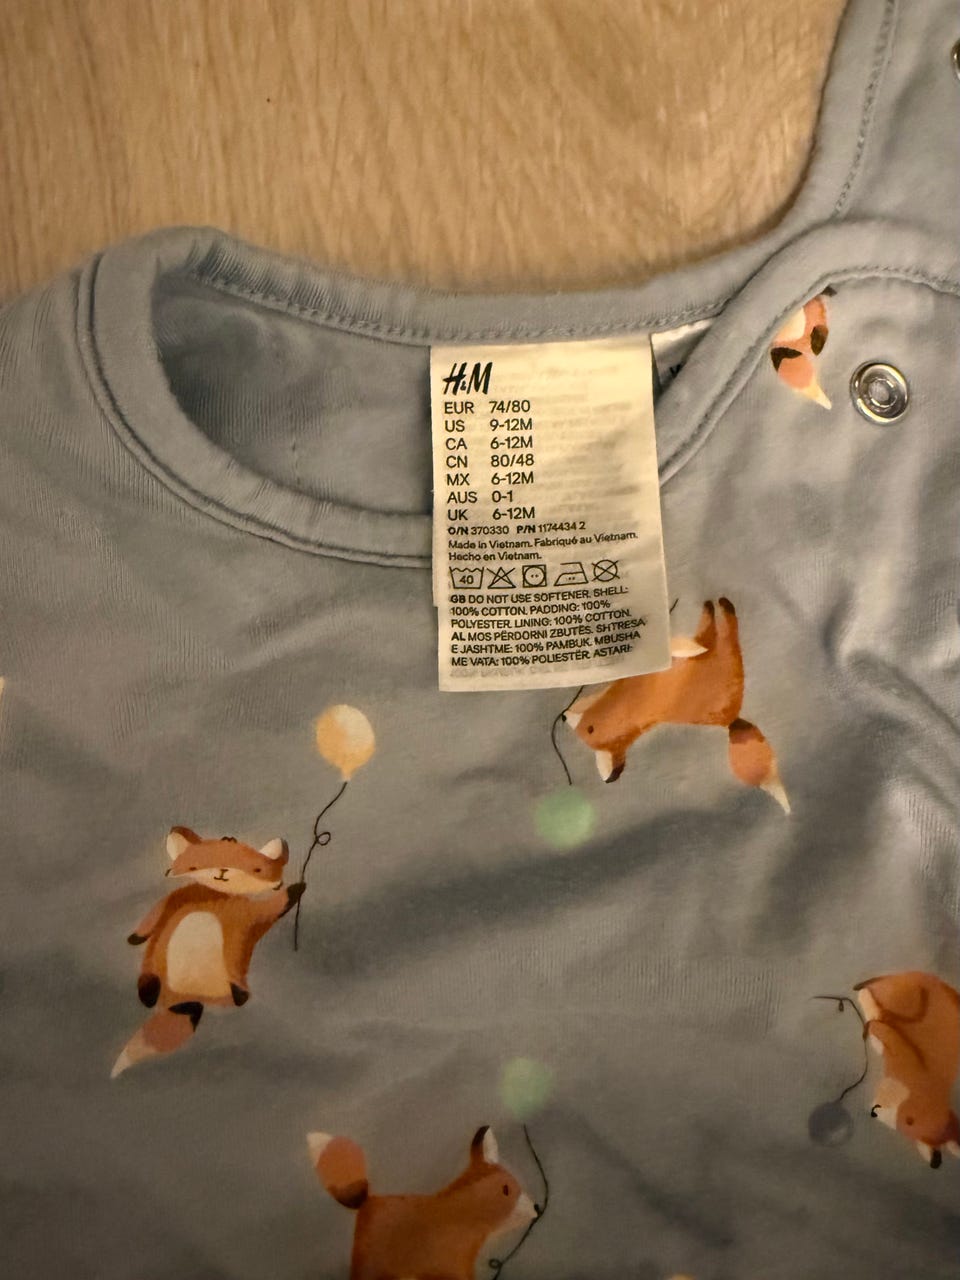 H&M
EUR 74/80
US 9-12M
CA 6-12M
CN 80/48
MX 6-12M
AUS 0-1
UK 6-12M
O/N 370330 P/N 1174434 2
Made in Vietnam. Fabriqué au Vietnam.
Hecho en Vietnam.
40
GB DO NOT USE SOFTENER. SHELL:
100% COTTON. PADDING: 100%
POLYESTER. LINING: 100% COTTON.
AL MOS PËRDORNI ZBUTËS. SHTRESA
E JASHTME: 100% PAMBUK. MBUSHA
ME VATA: 100% POLIESTËR. ASTARI: